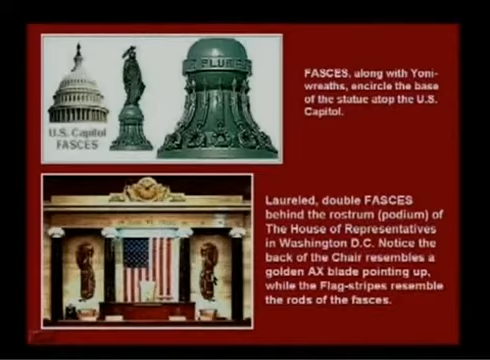 E PLURI
U.S. Capitol
FASCES
FASCES, along with Yoni-
wreaths, encircle the base
of the statue atop the U.S.
Capitol.
Laureled, double FASCES
behind the rostrum (podium) of
The House of Representatives
in Washington D.C. Notice the
back of the Chair resembles a
golden AX blade pointing up,
while the Flag-stripes resemble
the rods of the fasces.